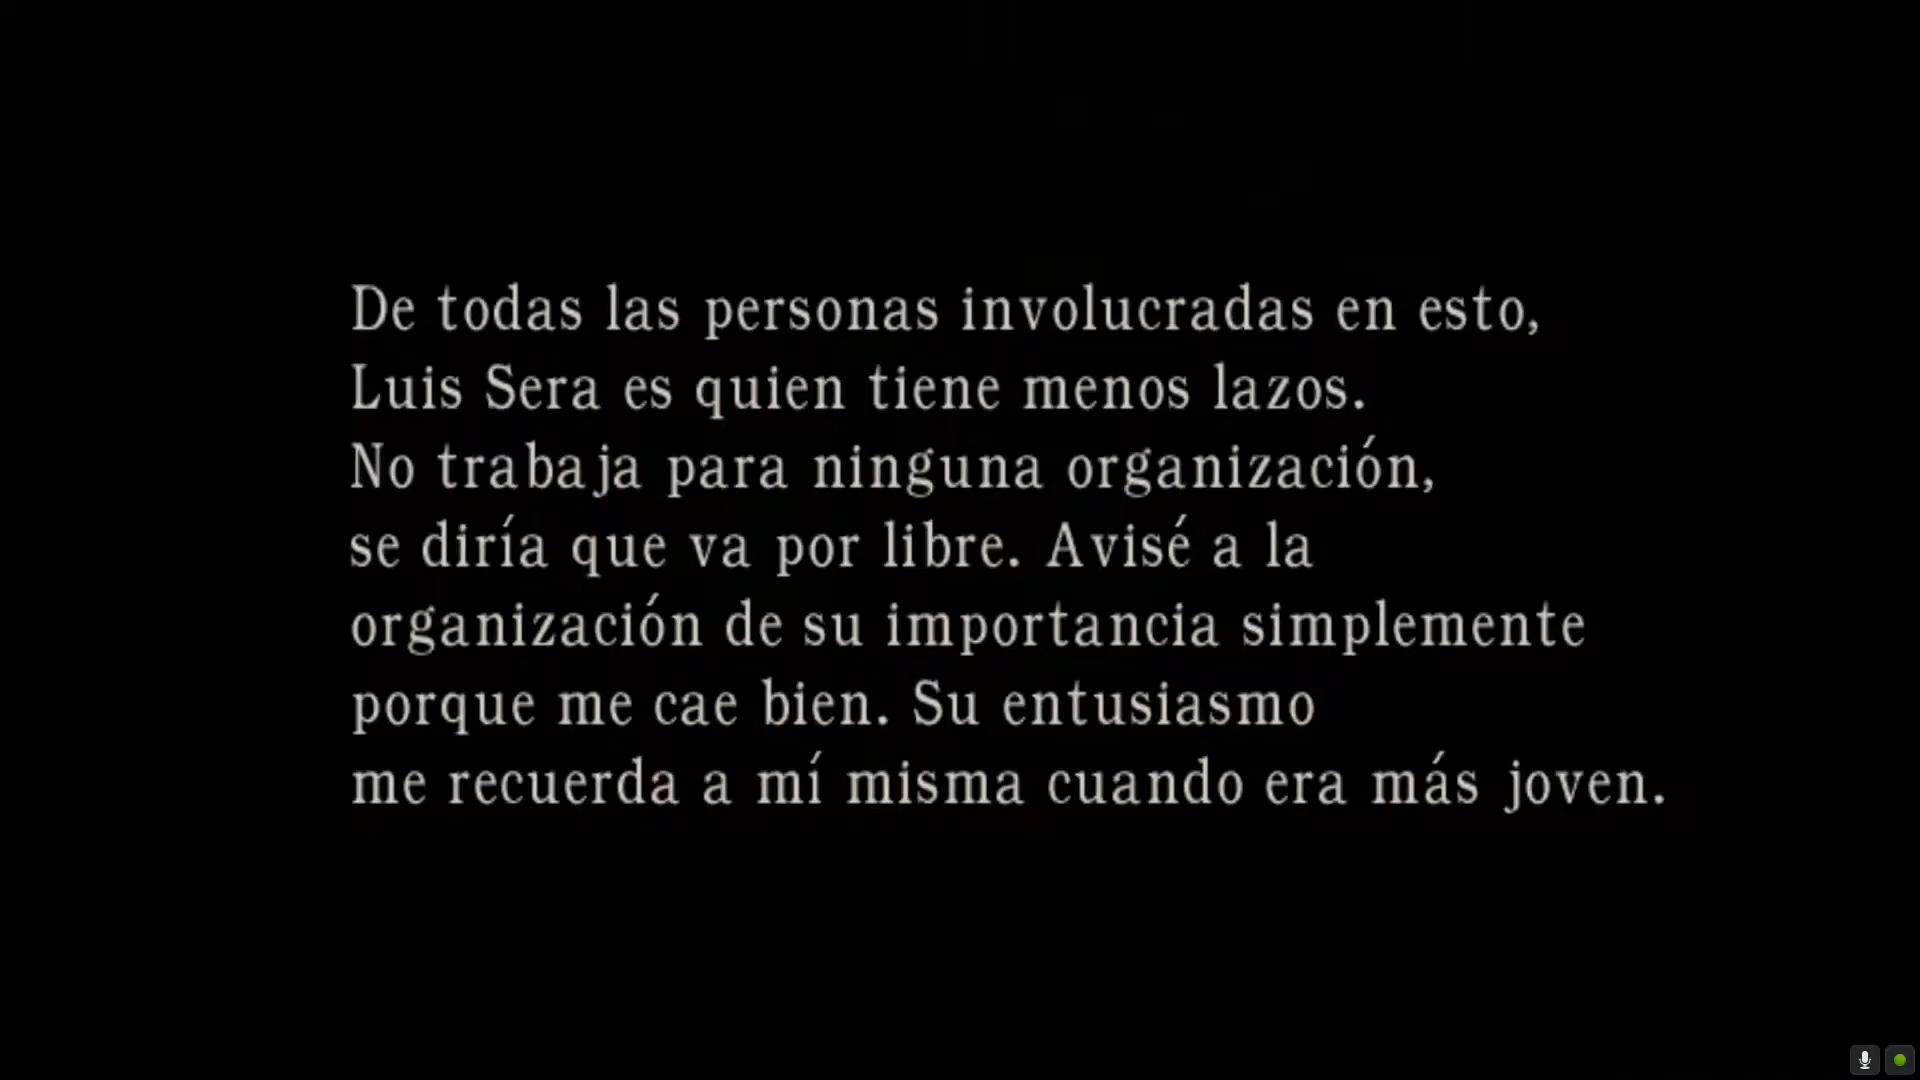 De todas las personas involucradas en esto,
Luis Sera es quien tiene menos lazos.
No trabaja para ninguna organización,
se diría que va por libre. Avisé a la
organización de su importancia simplemente
porque me cae bien. Su entusiasmo
me recuerda a mí misma cuando era más joven.